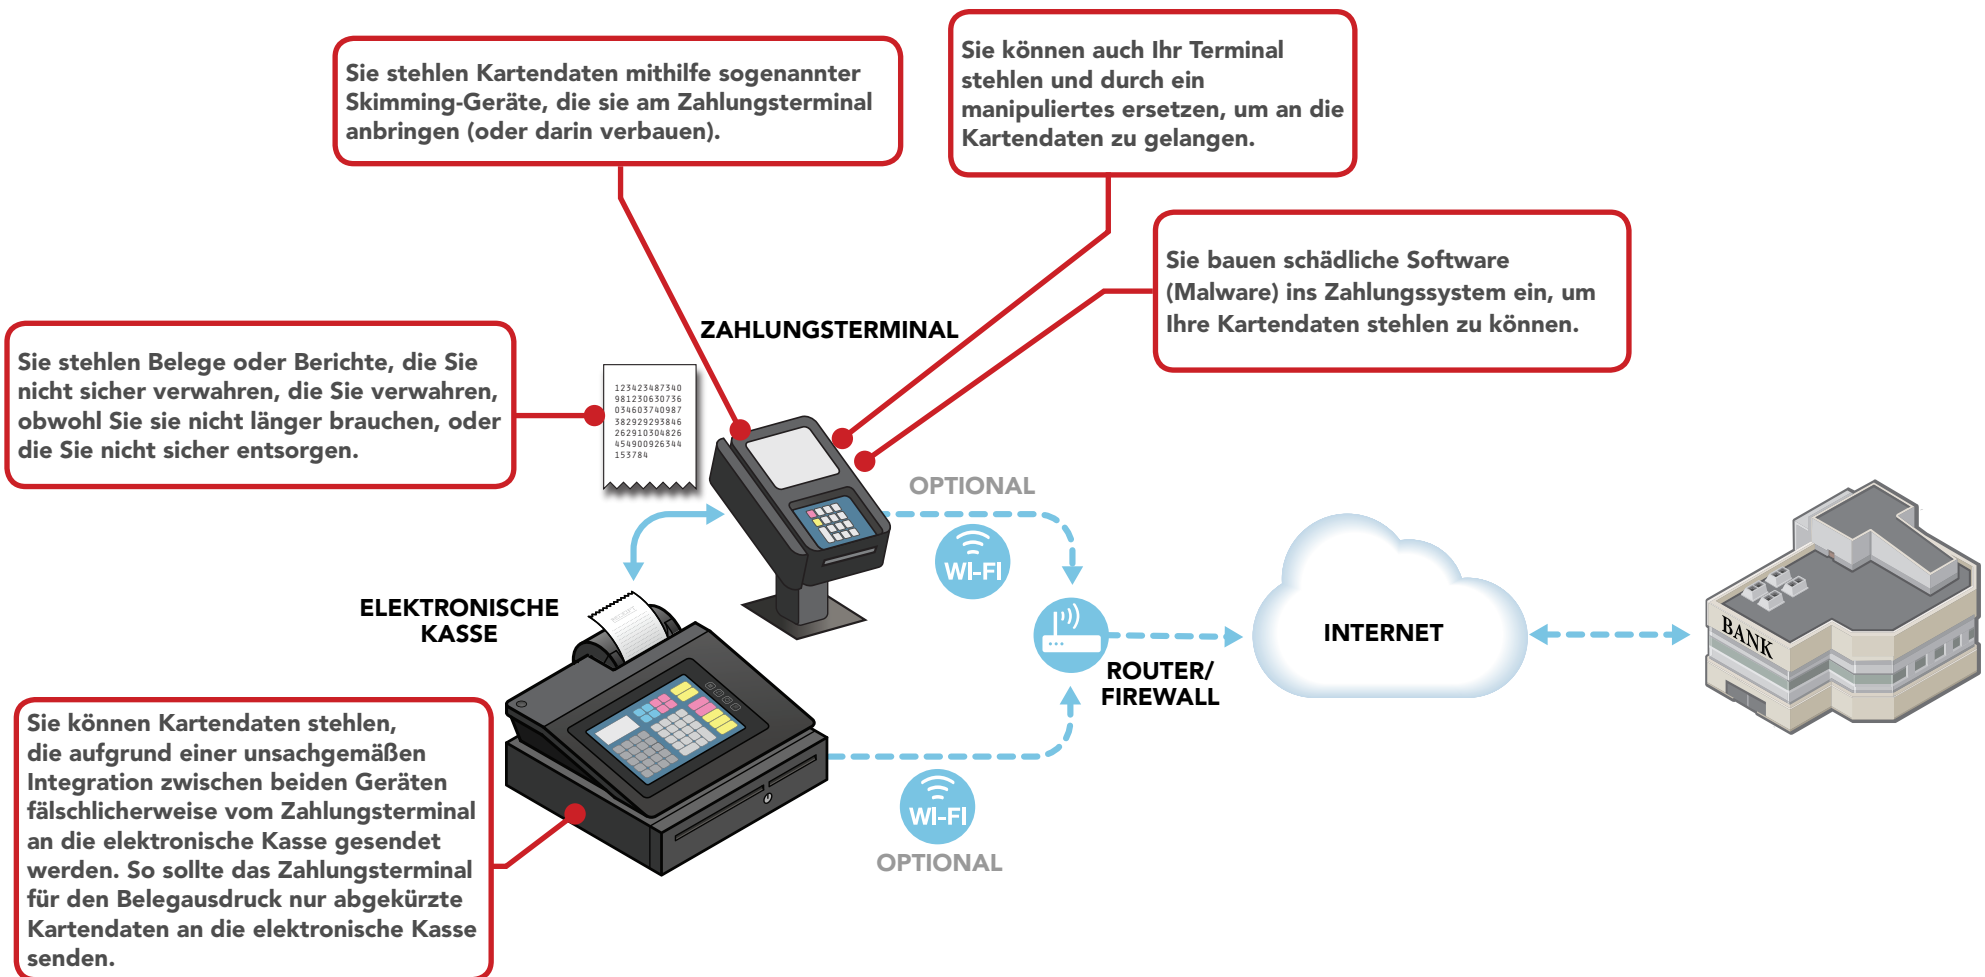 Sie stehlen Kartendaten mithilfe sogenannter
Skimming-Geräte, die sie am Zahlungsterminal
anbringen (oder darin verbauen).
Sie können auch Ihr Terminal
stehlen und durch ein
manipuliertes ersetzen, um an die
Kartendaten zu gelangen.
Sie bauen schädliche Software
(Malware) ins Zahlungssystem ein, um
Ihre Kartendaten stehlen zu können.
ZAHLUNGSTERMINAL
Sie stehlen Belege oder Berichte, die Sie
nicht sicher verwahren, die Sie verwahren,
obwohl Sie sie nicht länger brauchen, oder
die Sie nicht sicher entsorgen.
123423487340
981230630736
034603740987
382929293846
262910304826
454900926344
153784
OPTIONAL
WI-FI
ELEKTRONISCHE
KASSE
INTERNET
BANK
ROUTER/
FIREWALL
Sie können Kartendaten stehlen,
die aufgrund einer unsachgemäßen
Integration zwischen beiden Geräten
fälschlicherweise vom Zahlungsterminal
an die elektronische Kasse gesendet
werden. So sollte das Zahlungsterminal
für den Belegausdruck nur abgekürzte
Kartendaten an die elektronische Kasse
senden.
WI-FI
OPTIONAL